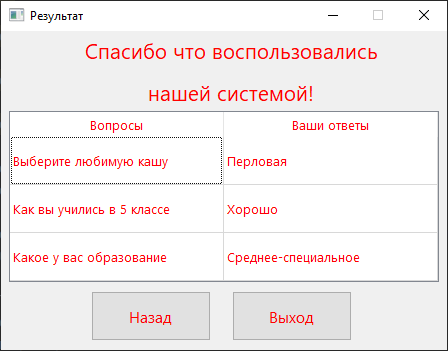 Результат
Спасибо что воспользовались
нашей системой!
Вопросы Ваши ответы
Выберите любимую кашу Перловая
Как вы учились в 5 классе Хорошо
Какое у вас образование Среднее-специальное
Назад Выход